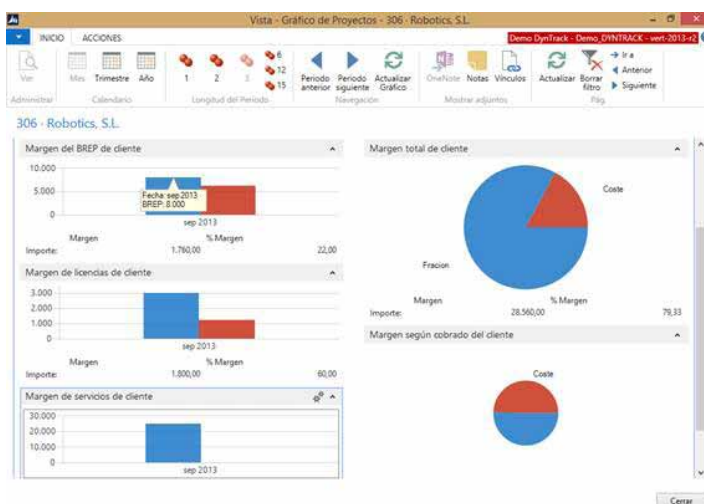 Vista - Gráfico de Proyectos - 306 · Robotics, S.L.
INICIO ACCIONES
Demo DynTrack - Demo_DYNTRACK - vert-2013-r2
Ver
Mes Trimestre Año
1 2 3 6 12 15
Periodo anterior
Periodo siguiente
Actualizar Gráfico
OneNote Notas Vínculos
Actualizar
Borrar filtro
Ir a
Anterior
Siguiente
Administrar Calendario Longitud del Periodo Navegación Mostrar adjuntos Pág.
306 · Robotics, S.L.
Margen del BREP de cliente
10.000
5.000
0
Fecha: sep 2013
BREP: 8.000
sep 2013
Margen % Margen
Importe: 1.760,00 22,00
Margen de licencias de cliente
3.000
2.000
1.000
0
sep 2013
Margen % Margen
Importe: 1.800,00 60,00
Margen de servicios de cliente
30.000
20.000
10.000
0
sep 2013
Margen total de cliente
Coste
Fracion
Margen % Margen
Importe: 28.560,00 79,33
Margen según cobrado del cliente
Coste
Cerrar